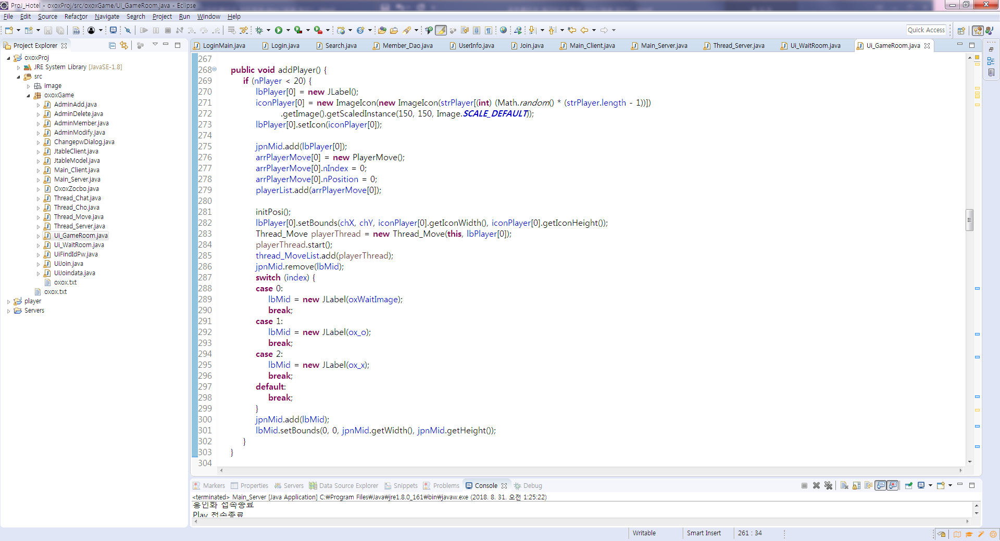 ProJ_Hotel - oxoxProj/src/oxoxGame/Ui_GameRoom.java - Eclipse
File Edit Source Refactor Navigate Search Project Run Window Help
Quick Access
Project Explorer
LoginMain.java Login.java Search.java Member_Dao.java UserInfo.java Join.java Main_Client.java Main_Server.java Thread_Server.java Ui_WaitRoom.java Ui_GameRoom.java
oxoxProj
JRE System Library [JavaSE-1.8]
src
image
oxoxGame
AdminAdd.java
AdminDelete.java
AdminMember.java
AdminModify.java
ChangepwDialog.java
JtableClient.java
JtableModel.java
Main_Client.java
Main_Server.java
OxoxZocbo.java
Thread_Chat.java
Thread_Cho.java
Thread_Move.java
Thread_Server.java
Ui_GameRoom.java
Ui_WaitRoom.java
UiFindIdPw.java
UiJoin.java
UiJoindata.java
oxox.txt
oxox.txt
player
Servers
267
268 public void addPlayer() {
269 if (nPlayer < 20) {
270 lbPlayer[0] = new JLabel();
271 iconPlayer[0] = new ImageIcon(new ImageIcon(strPlayer[(int) (Math.random() * (strPlayer.length - 1))])
272 .getImage().getScaledInstance(150, 150, Image.SCALE_DEFAULT));
273 lbPlayer[0].setIcon(iconPlayer[0]);
274
275 jpnMid.add(lbPlayer[0]);
276 arrPlayerMove[0] = new PlayerMove();
277 arrPlayerMove[0].nIndex = 0;
278 arrPlayerMove[0].nPosition = 0;
279 playerList.add(arrPlayerMove[0]);
280
281 initPosi();
282 lbPlayer[0].setBounds(chX, chY, iconPlayer[0].getIconWidth(), iconPlayer[0].getIconHeight());
283 Thread_Move playerThread = new Thread_Move(this, lbPlayer[0]);
284 playerThread.start();
285 thread_MoveList.add(playerThread);
286 jpnMid.remove(lbMid);
287 switch (index) {
288 case 0:
289 lbMid = new JLabel(oxWaitImage);
290 break;
291 case 1:
292 lbMid = new JLabel(ox_o);
293 break;
294 case 2:
295 lbMid = new JLabel(ox_x);
296 break;
297 default:
298 break;
299 }
300 jpnMid.add(lbMid);
301 lbMid.setBounds(0, 0, jpnMid.getWidth(), jpnMid.getHeight());
302 }
303 }
304
Markers Properties Servers Data Source Explorer Snippets Problems Console Debug
<terminated> Main_Server [Java Application] C:₩Program Files₩Java₩jre1.8.0_161₩bin₩javaw.exe (2018. 8. 31. 오전 1:25:22)
접속종료
Play 접속종료
Writable Smart Insert 261 : 34